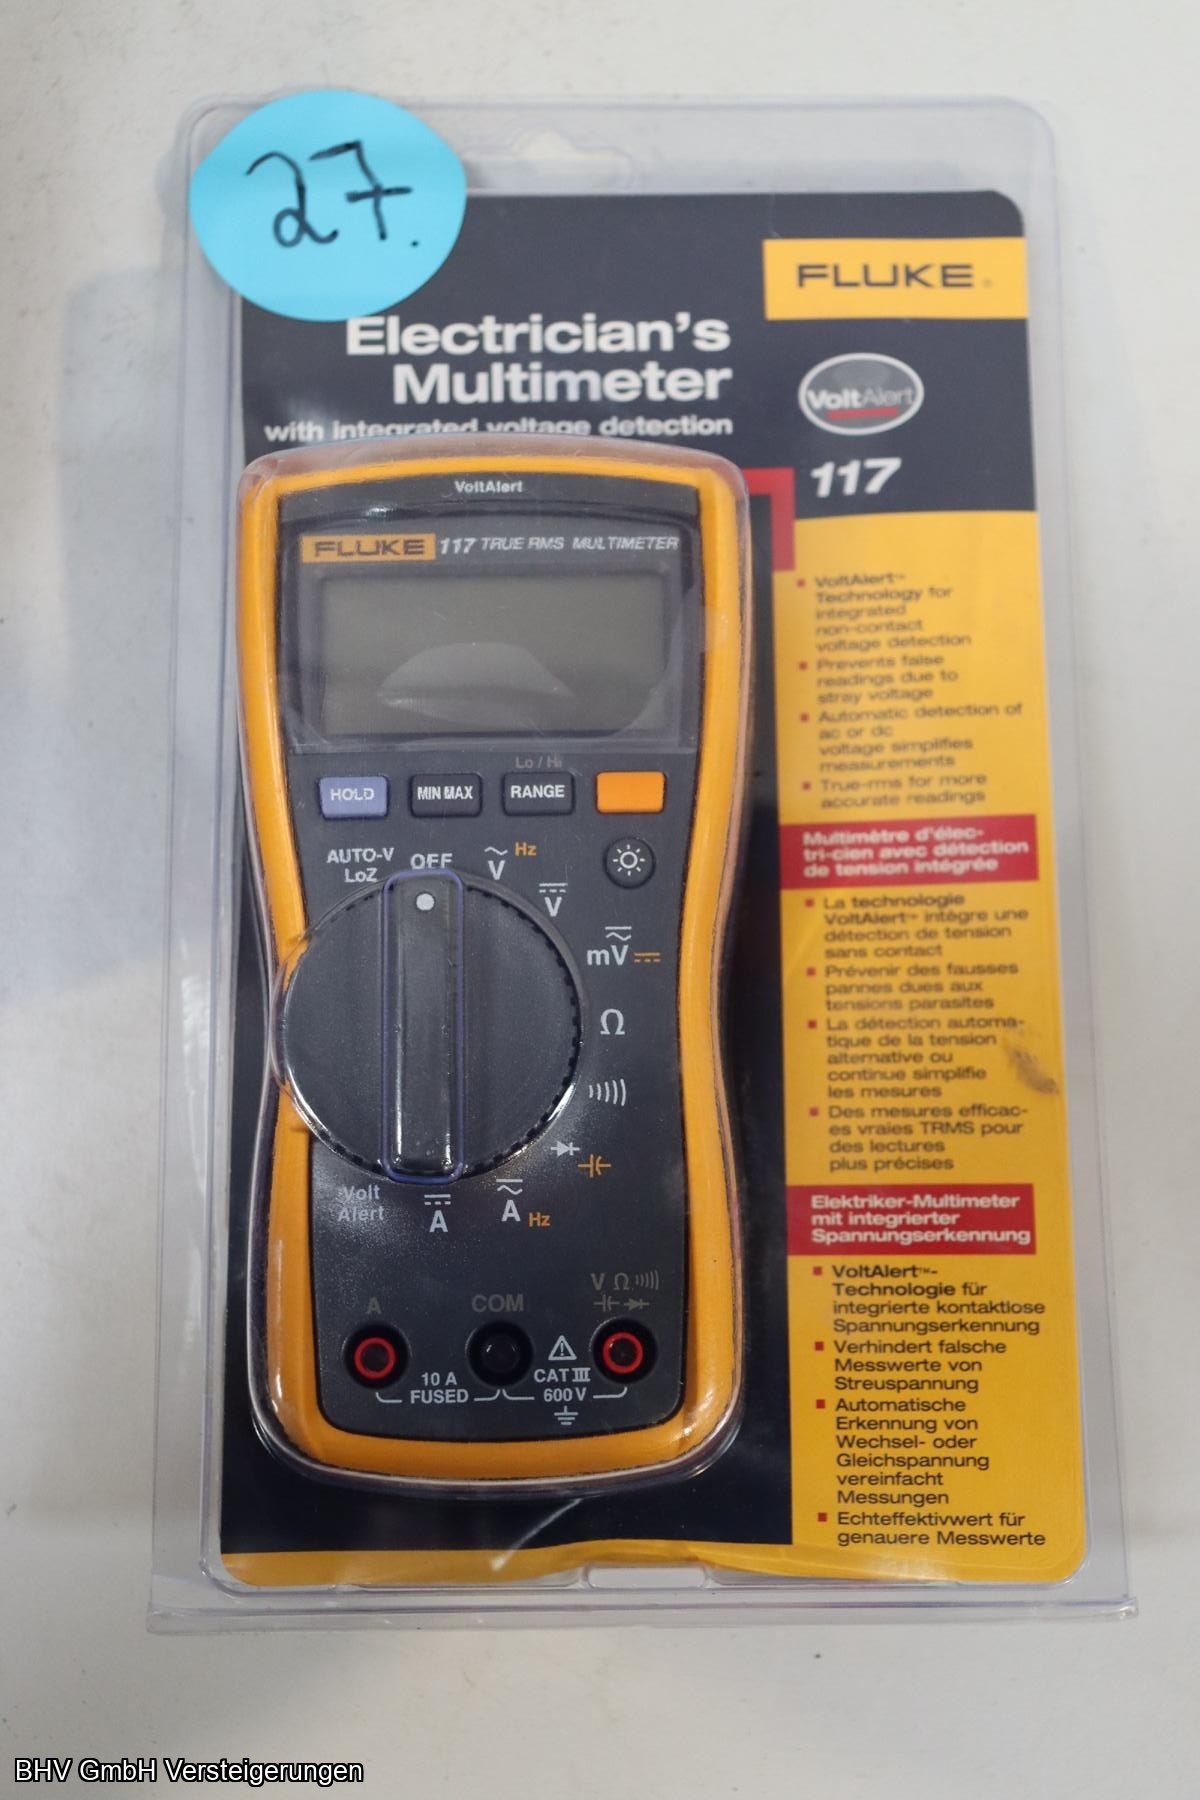 27.
FLUKE
Electrician's
Multimeter
with integrated voltage detection
VoltAlert
117
VoltAlert
FLUKE 117 TRUE RMS MULTIMETER
Lo / Hi
HOLD
MIN MAX
RANGE
AUTO-V
LoZ
OFF
V Hz
V
mV
Ω
Volt
Alert
A
A Hz
A
COM
V Ω
10 A
FUSED
CAT III
600 V
VoltAlert™
Technology for
integrated
non-contact
voltage detection
Prevents false
readings due to
stray voltage
Automatic detection of
ac or dc
voltage simplifies
measurements
True-rms for more
accurate readings
Multimètre d'élec-
tri-cien avec détection
de tension intégrée
La technologie
VoltAlert™ intègre une
détection de tension
sans contact
Prévenir des fausses
pannes dues aux
tensions parasites
La détection automa-
tique de la tension
alternative ou
continue simplifie
les mesures
Des mesures efficac-
es vraies TRMS pour
des lectures
plus précises
Elektriker-Multimeter
mit integrierter
Spannungserkennung
VoltAlert™-
Technologie für
integrierte kontaktlose
Spannungserkennung
Verhindert falsche
Messwerte von
Streuspannung
Automatische
Erkennung von
Wechsel- oder
Gleichspannung
vereinfacht
Messungen
Echteffektivwert für
genauere Messwerte
BHV GmbH Versteigerungen